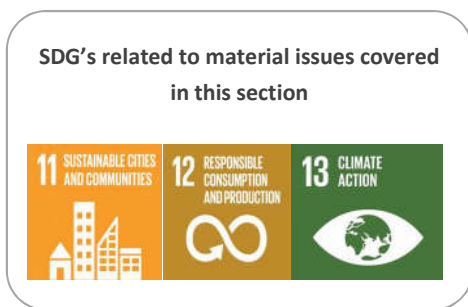 SDG's related to material issues covered
in this section
11 SUSTAINABLE CITIES
AND COMMUNITIES
12 RESPONSIBLE
CONSUMPTION
AND PRODUCTION
13 CLIMATE
ACTION